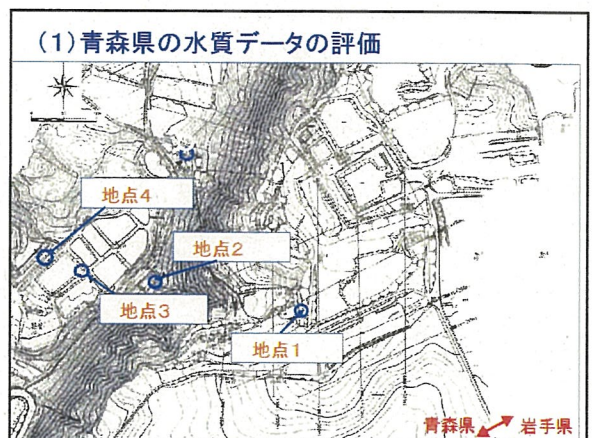 (1)青森県の水質データの評価
地点4
地点2
地点3
地点1
青森県 岩手県